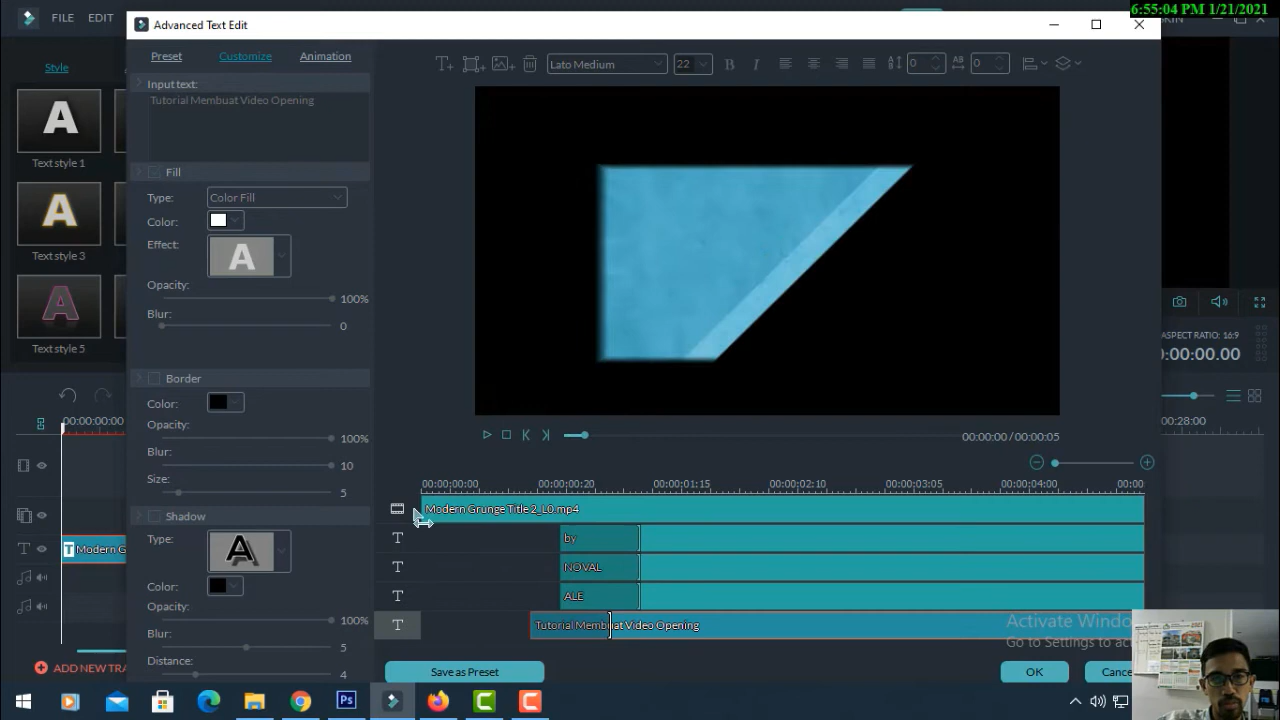 6:55:04 PM 1/21/2021
FILE EDIT
Advanced Text Edit
Style
Text style 1
Text style 3
Text style 5
Preset Customize Animation
Input text:
Tutorial Membuat Video Opening
Fill
Type: Color Fill
Color:
Effect:
Opacity: 100%
Blur: 0
Border
Color:
Opacity: 100%
Blur: 10
Size: 5
Shadow
Type:
Color:
Opacity: 100%
Blur: 5
Distance: 4
Lato Medium 22 B I 0 AB 0
00:00:00 / 00:00:05
00:00:00;00 00:00:00:20 00:00:01:15 00:00:02:10 00:00:03:05 00:00:04:00 00:00
Modern Grunge Title 2_L0.mp4
by
NOVAL
ALE
Tutorial Membuat Video Opening
Save as Preset OK Cance
ASPECT RATIO: 16:9
:00:00.00
00:00:00:00
00:28:00
Modern G
ADD NEW TRA
Activate Windo
Go to Settings to acti